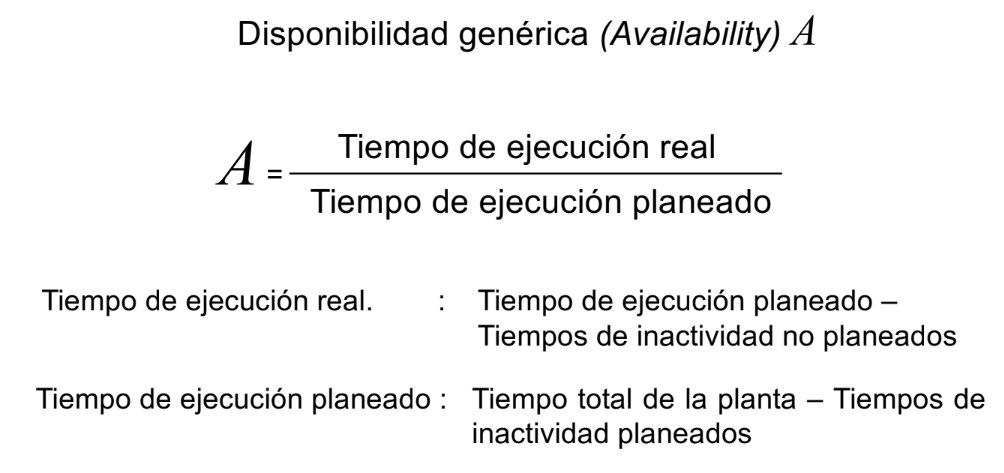 Disponibilidad genérica (Availability) A
A = Tiempo de ejecución real
Tiempo de ejecución planeado
Tiempo de ejecución real. : Tiempo de ejecución planeado –
Tiempos de inactividad no planeados
Tiempo de ejecución planeado : Tiempo total de la planta – Tiempos de
inactividad planeados